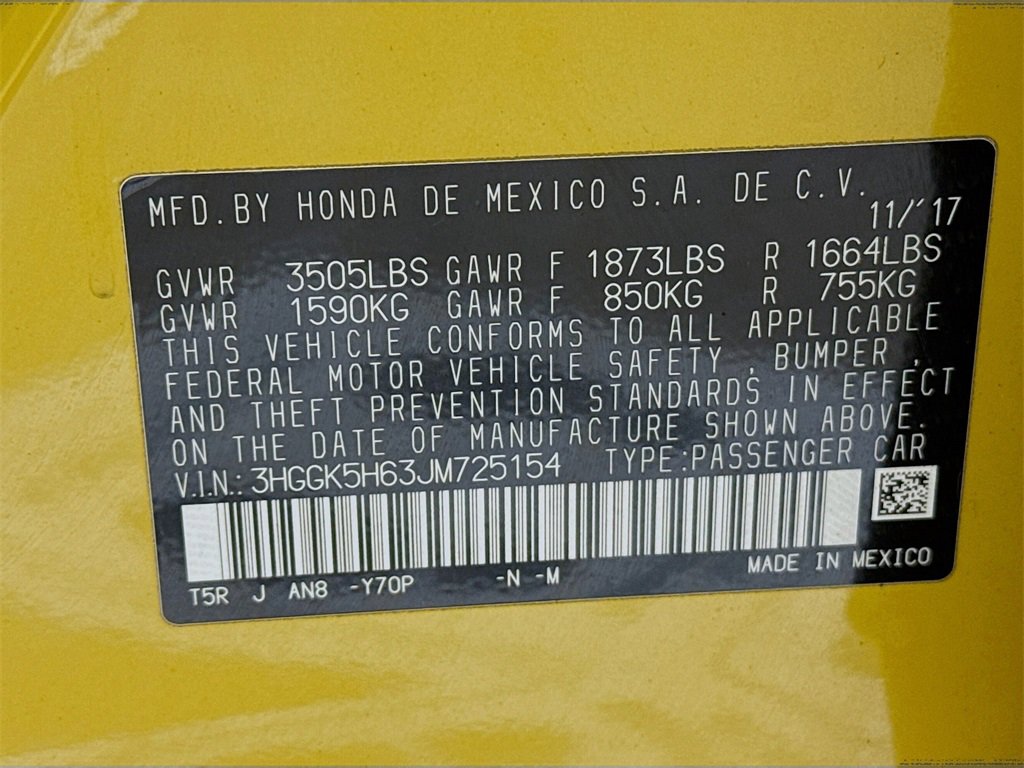 MFD.BY HONDA DE MEXICO S.A. DE C.V.
11/'17
GVWR 3505LBS GAWR F 1873LBS R 1664LBS
GVWR 1590KG GAWR F 850KG R 755KG
THIS VEHICLE CONFORMS TO ALL APPLICABLE
FEDERAL MOTOR VEHICLE SAFETY, BUMPER,
AND THEFT PREVENTION STANDARDS IN EFFECT
ON THE DATE OF MANUFACTURE SHOWN ABOVE.
V.I.N.: 3HGGK5H63JM725154 TYPE:PASSENGER CAR
MADE IN MEXICO
T5R J AN8 -Y70P -N -M